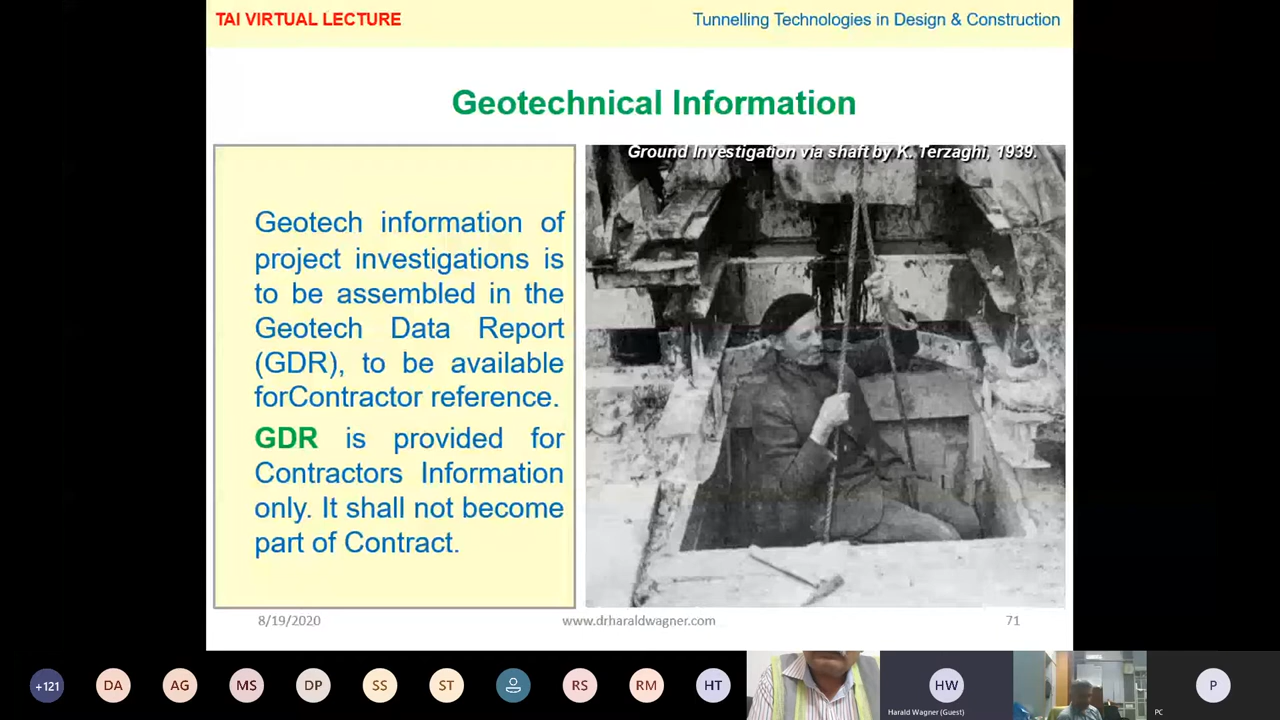 TAI VIRTUAL LECTURE
Tunnelling Technologies in Design & Construction
Geotechnical Information
Ground Investigation via shaft by K. Terzaghi, 1939.
Geotech information of
project investigations is
to be assembled in the
Geotech Data Report
(GDR), to be available
forContractor reference.
GDR is provided for
Contractors Information
only. It shall not become
part of Contract.
8/19/2020
www.drharaldwagner.com
71
+121
DA
AG
MS
DP
SS
ST
RS
RM
HT
HW
Harald Wagner (Guest)
P
PC